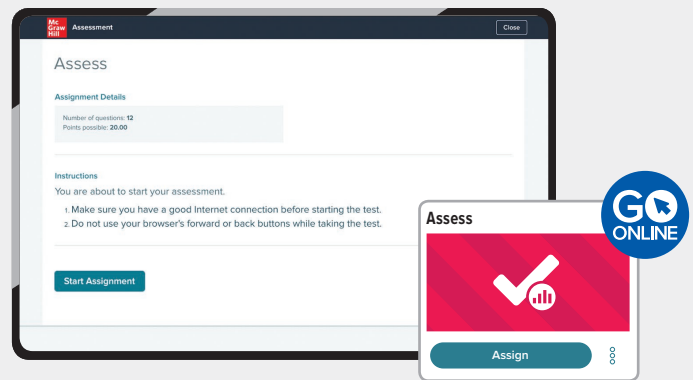 Mc
Graw
Hill
Assessment
Close
Assess
Assignment Details
Number of questions: 12
Points possible: 20.00
Instructions
You are about to start your assessment.
1. Make sure you have a good Internet connection before starting the test.
2. Do not use your browser's forward or back buttons while taking the test.
Start Assignment
Assess
GO
ONLINE
Assign